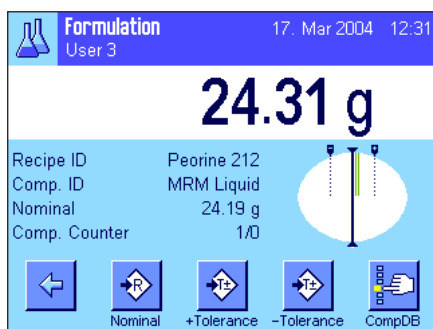 Formulation 17. Mar 2004 12:31
User 3
24.31 g
Recipe ID Peorine 212
Comp. ID MRM Liquid
Nominal 24.19 g
Comp. Counter 1/0
R T± T±
Nominal +Tolerance −Tolerance CompDB